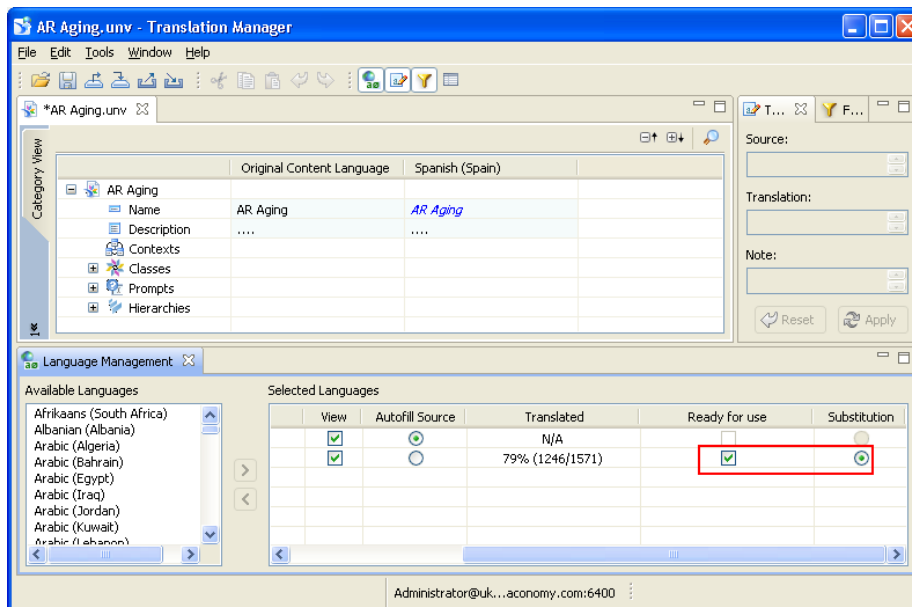 AR Aging.unv - Translation Manager
File Edit Tools Window Help
*AR Aging.unv
T... F...
Category View
Original Content Language Spanish (Spain)
AR Aging
Name AR Aging AR Aging
Description .... ....
Contexts
Classes
Prompts
Hierarchies
Source:
Translation:
Note:
Reset Apply
Language Management
Available Languages
Afrikaans (South Africa)
Albanian (Albania)
Arabic (Algeria)
Arabic (Bahrain)
Arabic (Egypt)
Arabic (Iraq)
Arabic (Jordan)
Arabic (Kuwait)
Arabic (Lebanon)
Selected Languages
View Autofill Source Translated Ready for use Substitution
N/A
79% (1246/1571)
Administrator@uk...aconomy.com:6400